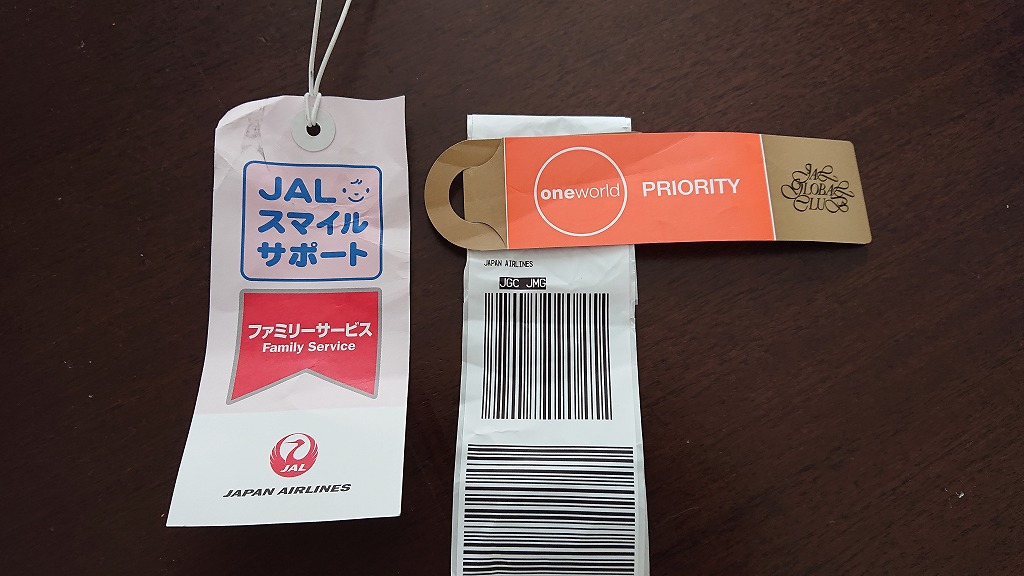 JAL
スマイル
サポート
ファミリーサービス
Family Service
JAL
JAPAN AIRLINES
oneworld
PRIORITY
JAL
GLOBAL
CLUB
JAPAN AIRLINES
JGC JMG